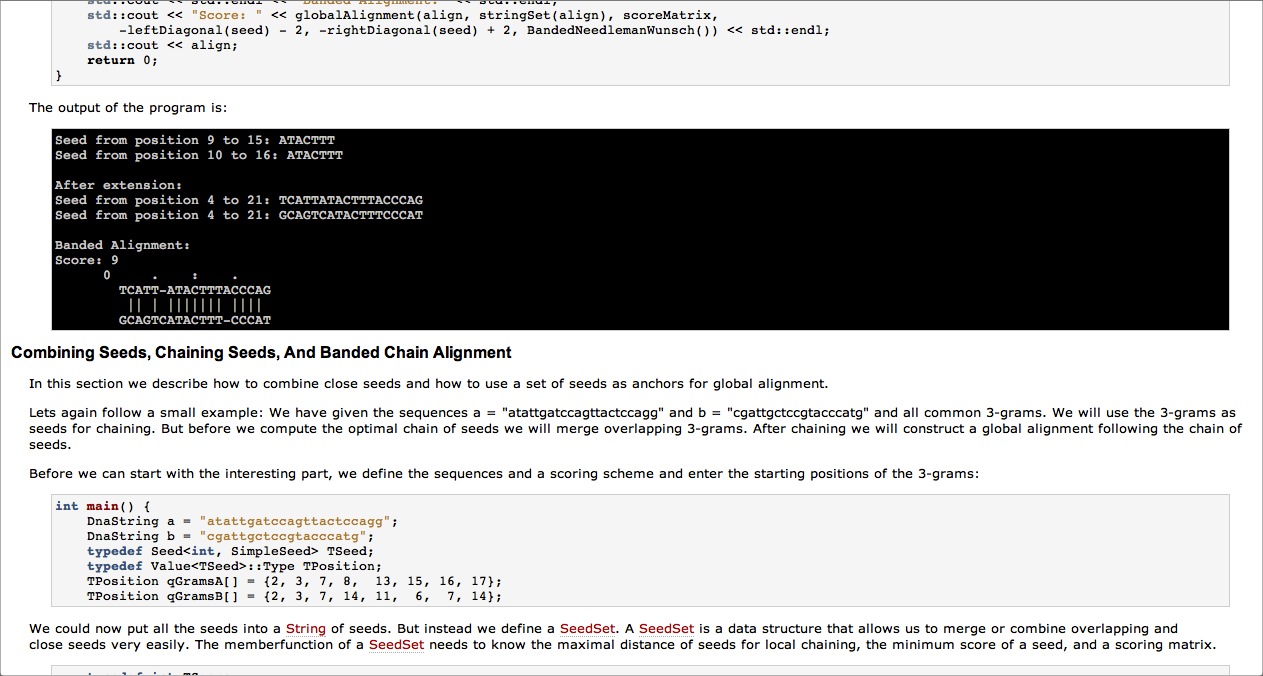 std::cout << std::endl << "Banded Alignment:" << std::endl;
std::cout << "Score: " << globalAlignment(align, stringSet(align), scoreMatrix,
-leftDiagonal(seed) - 2, -rightDiagonal(seed) + 2, BandedNeedlemanWunsch()) << std::endl;
std::cout << align;
return 0;
}
The output of the program is:
Seed from position 9 to 15: ATACTTT
Seed from position 10 to 16: ATACTTT
After extension:
Seed from position 4 to 21: TCATTATACTTTACCCAG
Seed from position 4 to 21: GCAGTCATACTTTCCCAT
Banded Alignment:
Score: 9
0     .    :    .
TCATT-ATACTTTACCCAG
|| | ||||||| ||||
GCAGTCATACTTT-CCCAT
Combining Seeds, Chaining Seeds, And Banded Chain Alignment
In this section we describe how to combine close seeds and how to use a set of seeds as anchors for global alignment.
Lets again follow a small example: We have given the sequences a = "atattgatccagttactccagg" and b = "cgattgctccgtacccatg" and all common 3-grams. We will use the 3-grams as
seeds for chaining. But before we compute the optimal chain of seeds we will merge overlapping 3-grams. After chaining we will construct a global alignment following the chain of
seeds.
Before we can start with the interesting part, we define the sequences and a scoring scheme and enter the starting positions of the 3-grams:
int main() {
DnaString a = "atattgatccagttactccagg";
DnaString b = "cgattgctccgtacccatg";
typedef Seed<int, SimpleSeed> TSeed;
typedef Value<TSeed>::Type TPosition;
TPosition qGramsA[] = {2, 3, 7, 8,  13, 15, 16, 17};
TPosition qGramsB[] = {2, 3, 7, 14, 11,  6,  7, 14};
We could now put all the seeds into a String of seeds. But instead we define a SeedSet. A SeedSet is a data structure that allows us to merge or combine overlapping and
close seeds very easily. The memberfunction of a SeedSet needs to know the maximal distance of seeds for local chaining, the minimum score of a seed, and a scoring matrix.